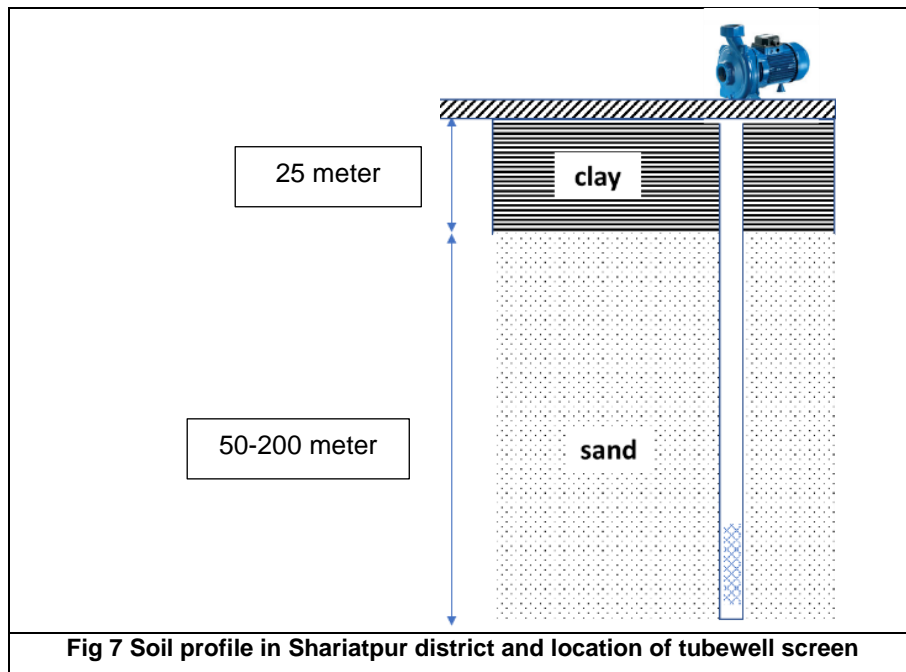 25 meter
clay
50-200 meter
sand
Fig 7 Soil profile in Shariatpur district and location of tubewell screen